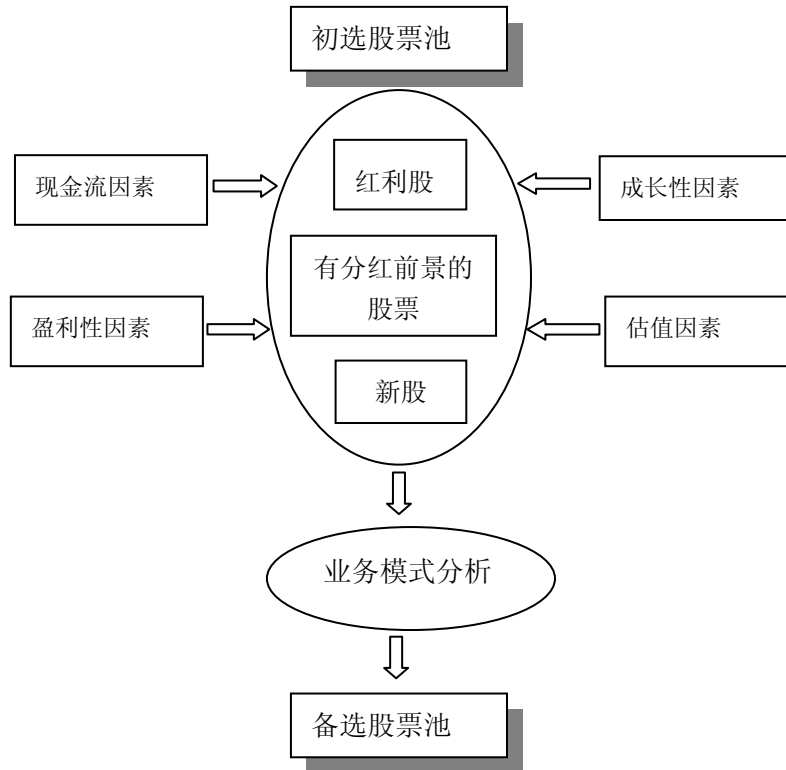 初选股票池
红利股
现金流因素
成长性因素
有分红前景的
股票
盈利性因素
估值因素
新股
业务模式分析
备选股票池